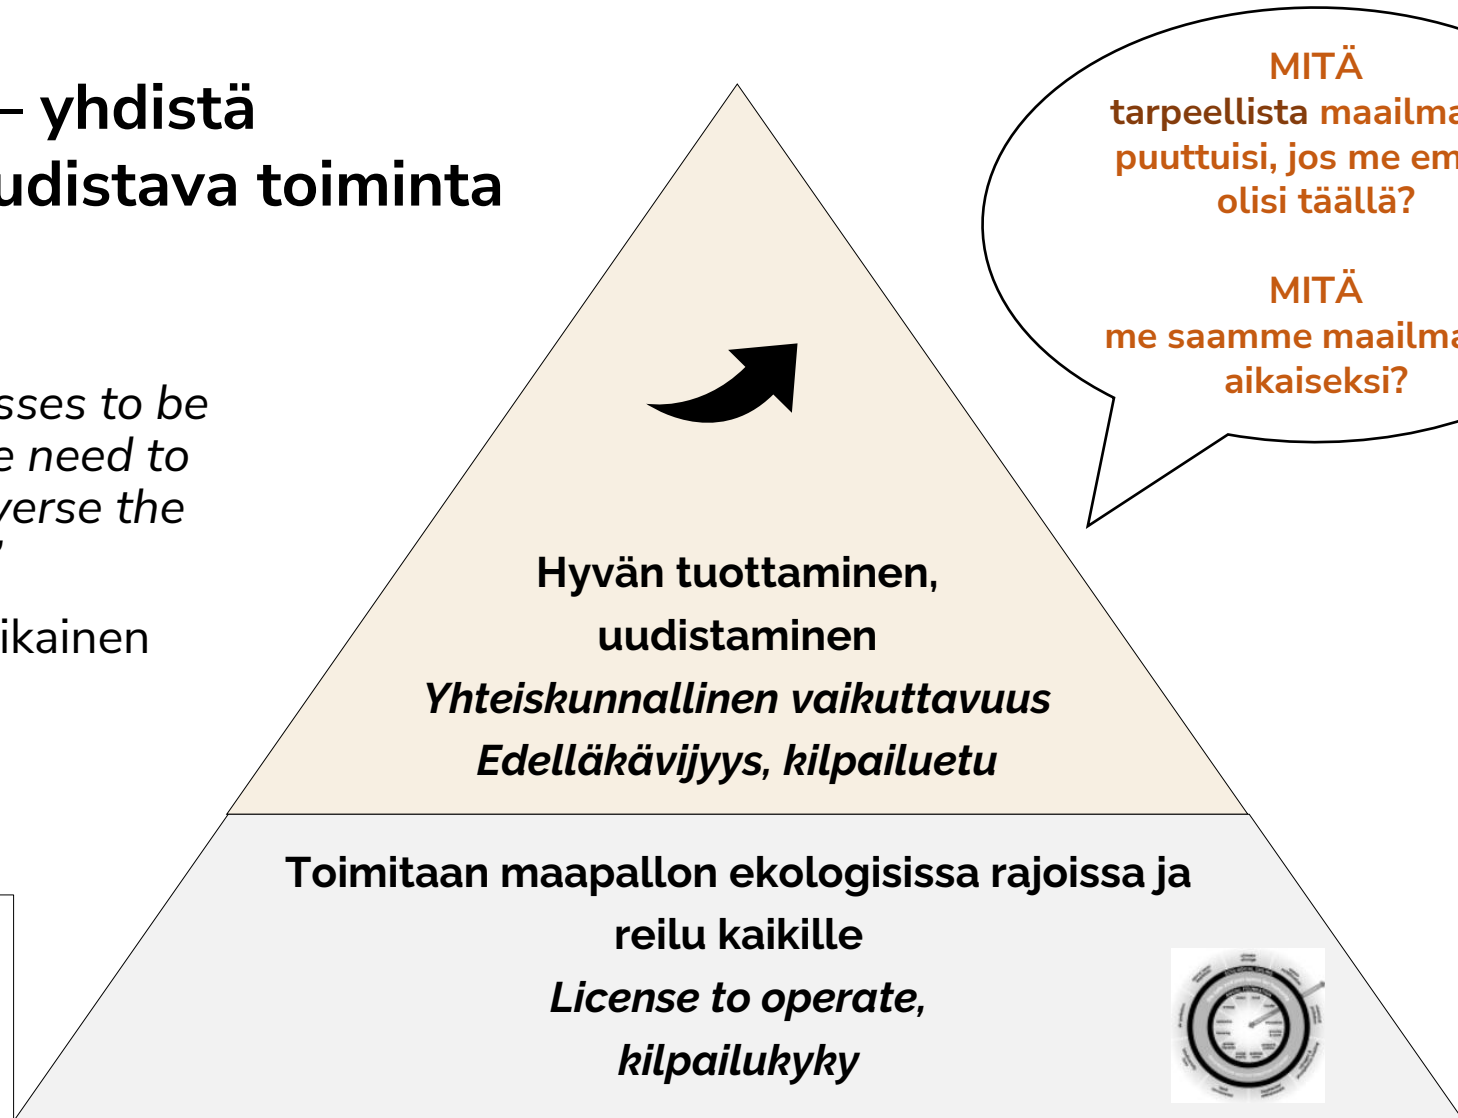 – yhdistä
udistava toiminta
sses to be
e need to
verse the
”
ikainen
MITÄ
tarpeellista maailma
puuttuisi, jos me em
olisi täällä?
MITÄ
me saamme maailma
aikaiseksi?
Hyvän tuottaminen,
uudistaminen
Yhteiskunnallinen vaikuttavuus
Edelläkävijyys, kilpailuetu
Toimitaan maapallon ekologisissa rajoissa ja
reilu kaikille
License to operate,
kilpailukyky